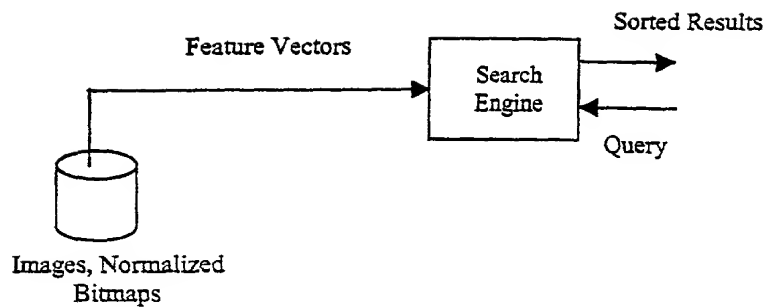 Sorted Results
Feature Vectors
Search
Engine
Query
Images, Normalized
Bitmaps